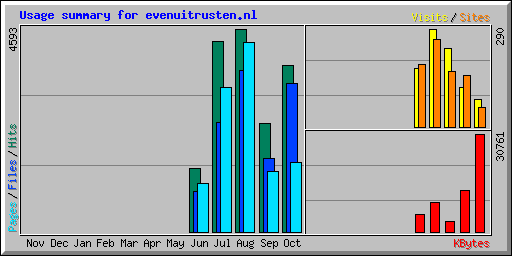 Usage summary for evenuitrusten.nl
Visits/Sites
4593
290
Pages/Files/Hits
30761
Nov Dec Jan Feb Mar Apr May Jun Jul Aug Sep Oct
KBytes